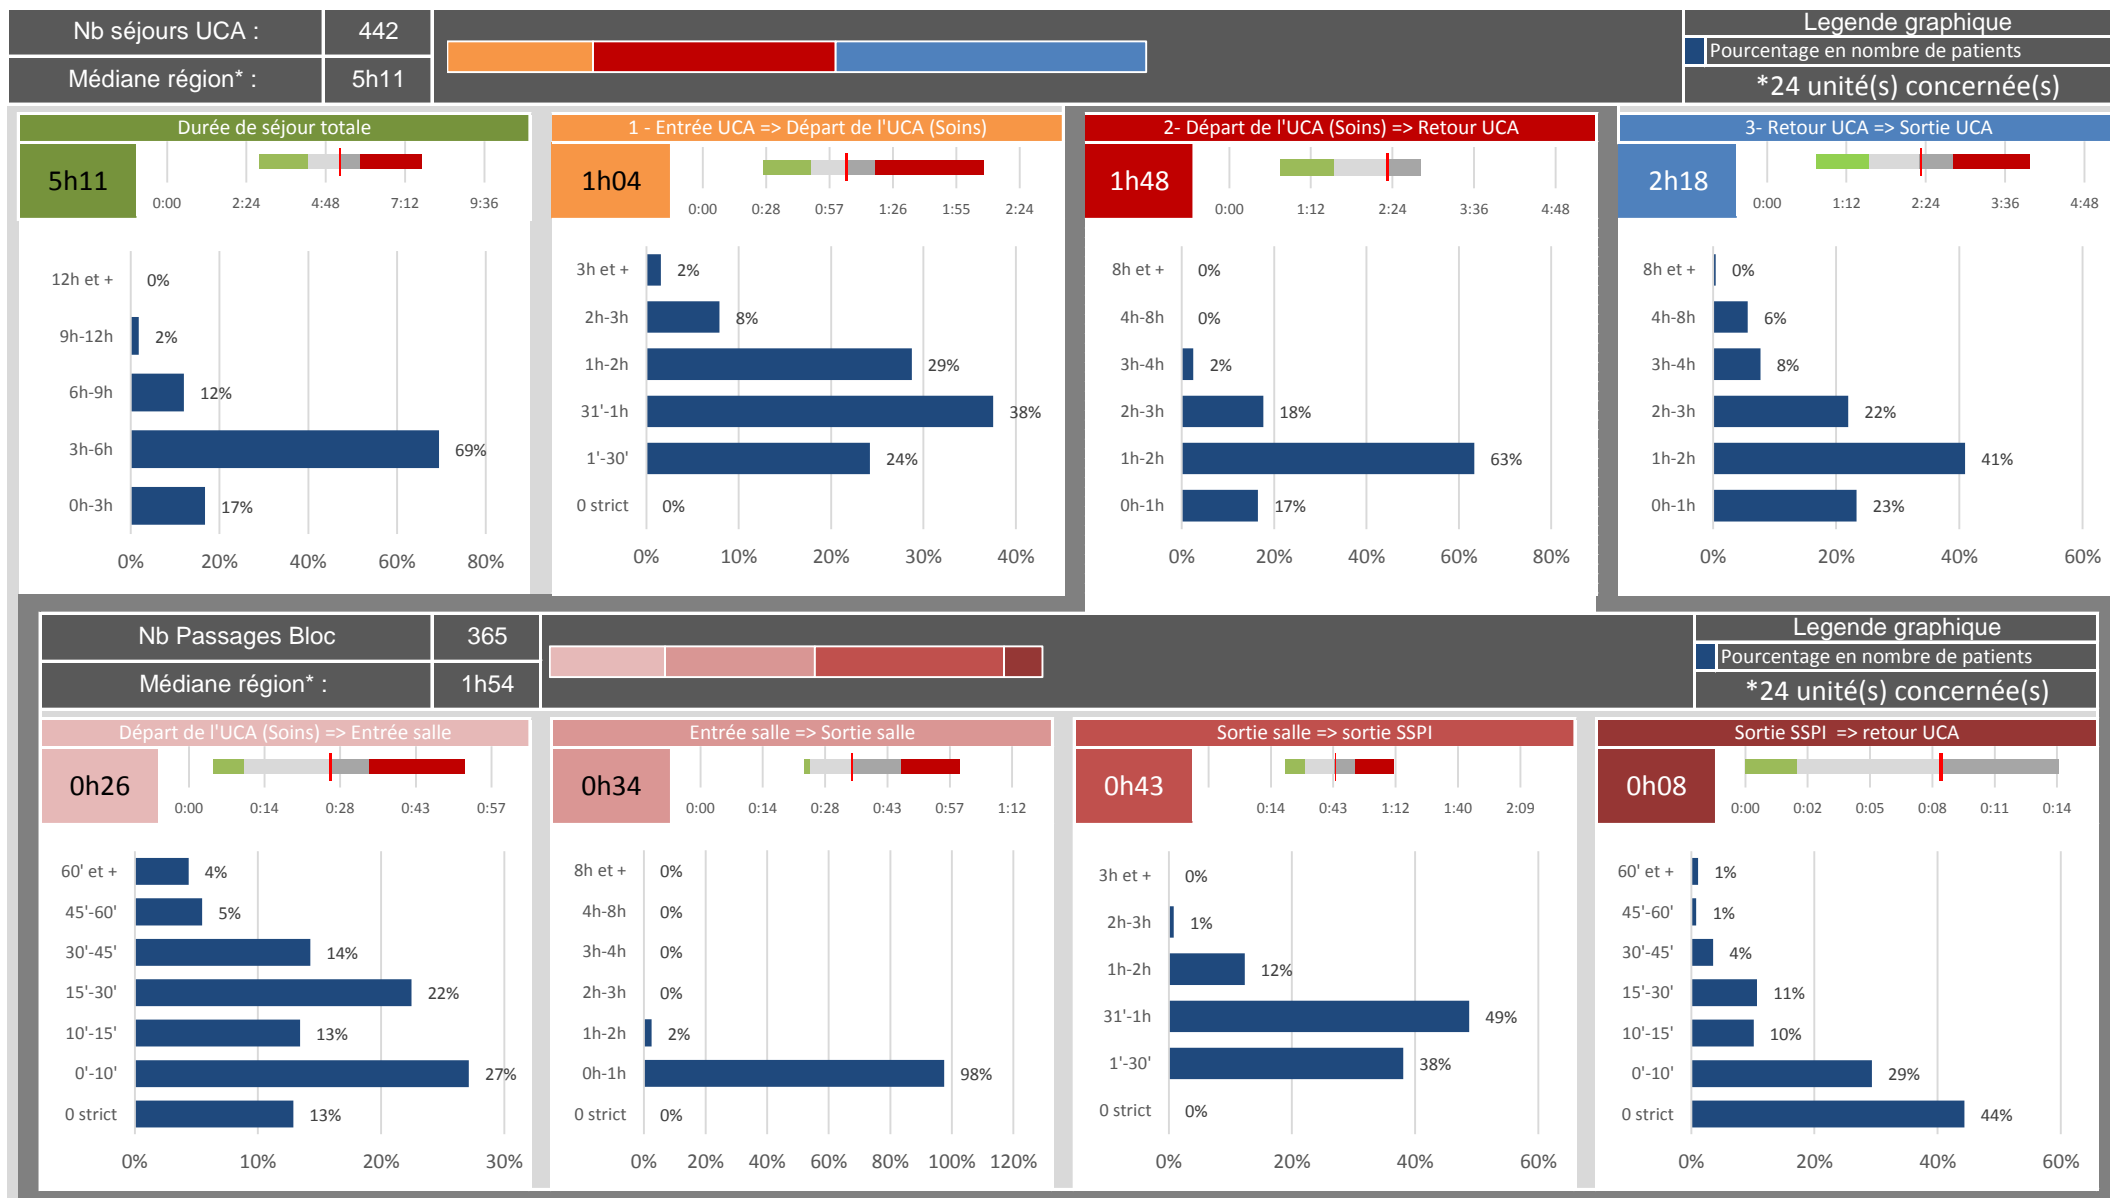 Nb séjours UCA : 442
Médiane région* : 5h11
Legende graphique
Pourcentage en nombre de patients
*24 unité(s) concernée(s)
Durée de séjour totale
5h11
0:00 2:24 4:48 7:12 9:36
12h et + 0%
9h-12h 2%
6h-9h 12%
3h-6h 69%
0h-3h 17%
0% 20% 40% 60% 80%
1 - Entrée UCA => Départ de l'UCA (Soins)
1h04
0:00 0:28 0:57 1:26 1:55 2:24
3h et + 2%
2h-3h 8%
1h-2h 29%
31'-1h 38%
1'-30' 24%
0 strict 0%
0% 10% 20% 30% 40%
2- Départ de l'UCA (Soins) => Retour UCA
1h48
0:00 1:12 2:24 3:36 4:48
8h et + 0%
4h-8h 0%
3h-4h 2%
2h-3h 18%
1h-2h 63%
0h-1h 17%
0% 20% 40% 60% 80%
3- Retour UCA => Sortie UCA
2h18
0:00 1:12 2:24 3:36 4:48
8h et + 0%
4h-8h 6%
3h-4h 8%
2h-3h 22%
1h-2h 41%
0h-1h 23%
0% 20% 40% 60%
Nb Passages Bloc 365
Médiane région* : 1h54
Legende graphique
Pourcentage en nombre de patients
*24 unité(s) concernée(s)
Départ de l'UCA (Soins) => Entrée salle
0h26
0:00 0:14 0:28 0:43 0:57
60' et + 4%
45'-60' 5%
30'-45' 14%
15'-30' 22%
10'-15' 13%
0'-10' 27%
0 strict 13%
0% 10% 20% 30%
Entrée salle => Sortie salle
0h34
0:00 0:14 0:28 0:43 0:57 1:12
8h et + 0%
4h-8h 0%
3h-4h 0%
2h-3h 0%
1h-2h 2%
0h-1h 98%
0 strict 0%
0% 20% 40% 60% 80% 100% 120%
Sortie salle => sortie SSPI
0h43
0:14 0:43 1:12 1:40 2:09
3h et + 0%
2h-3h 1%
1h-2h 12%
31'-1h 49%
1'-30' 38%
0 strict 0%
0% 20% 40% 60%
Sortie SSPI => retour UCA
0h08
0:00 0:02 0:05 0:08 0:11 0:14
60' et + 1%
45'-60' 1%
30'-45' 4%
15'-30' 11%
10'-15' 10%
0'-10' 29%
0 strict 44%
0% 20% 40% 60%